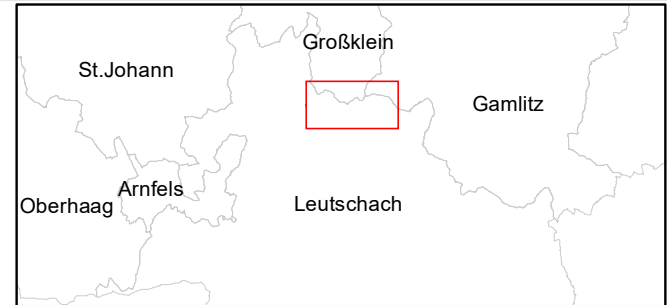 Großklein
St.Johann
Gamlitz
Arnfels
Oberhaag
Leutschach